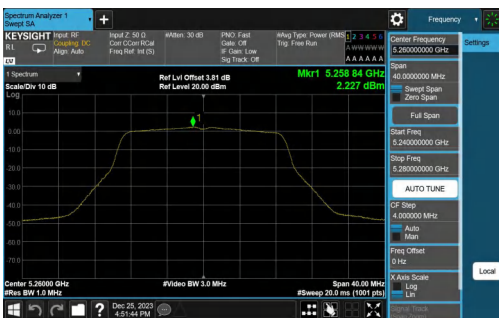 Spectrum Analyzer 1
Swept SA
Frequency
KEYSIGHT
Input: RF
Input Z: 50 Ω
#Atten: 30 dB
PNO: Fast
#Avg Type: Power (RMS
1 2 3 4 5 6
RL
Coupling: DC
Corr CCorr RCal
Gate: Off
Trig: Free Run
A W W W W W
Align: Auto
Freq Ref: Int (S)
IF Gain: Low
A A A A A A
Sig Track: Off
LXI
1 Spectrum
Ref Lvl Offset 3.81 dB
Mkr1 5.258 84 GHz
Scale/Div 10 dB
Ref Level 20.00 dBm
2.227 dBm
Log
1
10.0
0.00
-10.0
-20.0
-30.0
-40.0
-50.0
-60.0
-70.0
Center 5.26000 GHz
#Video BW 3.0 MHz
Span 40.00 MHz
#Res BW 1.0 MHz
#Sweep 20.0 ms (1001 pts)
Dec 25, 2023
4:51:44 PM
?
Center Frequency
5.260000000 GHz
Settings
Span
40.0000000 MHz
Swept Span
Zero Span
Full Span
Start Freq
5.240000000 GHz
Stop Freq
5.280000000 GHz
AUTO TUNE
CF Step
4.000000 MHz
Auto
Man
Freq Offset
0 Hz
X Axis Scale
Log
Lin
Local
Signal Track